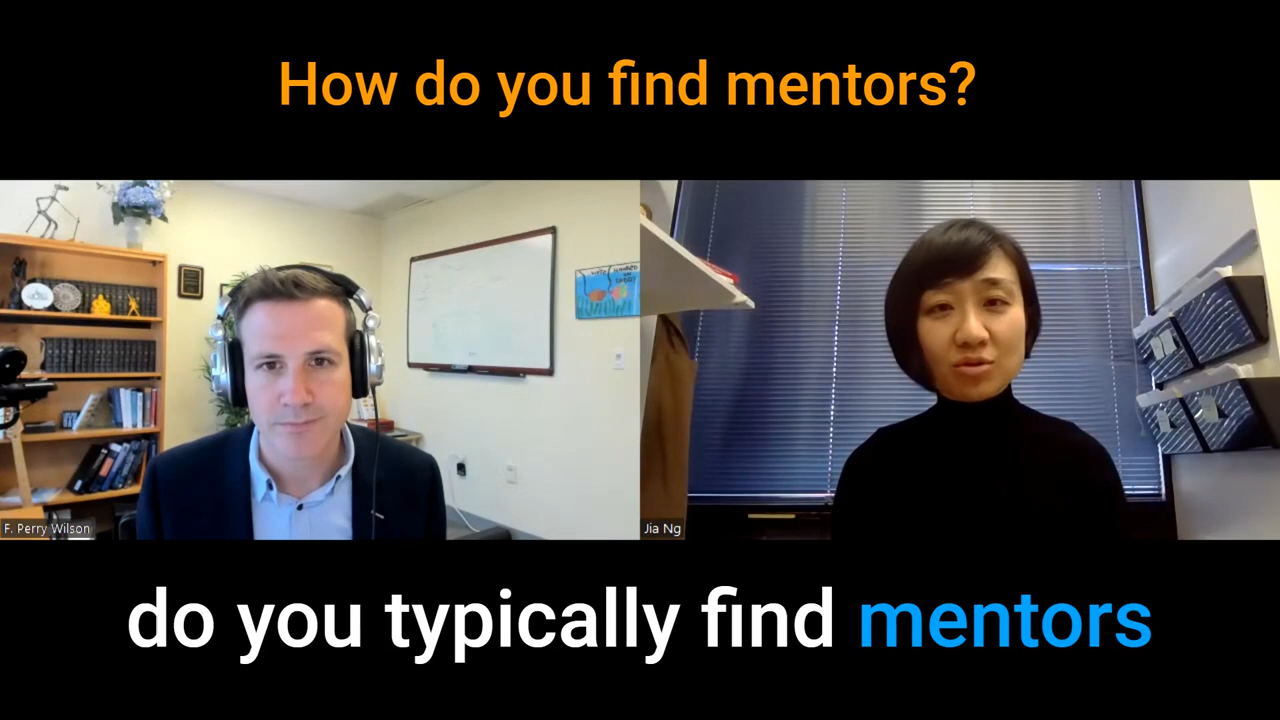 How do you find mentors?
F. Perry Wilson
Jia Ng
do you typically find mentors